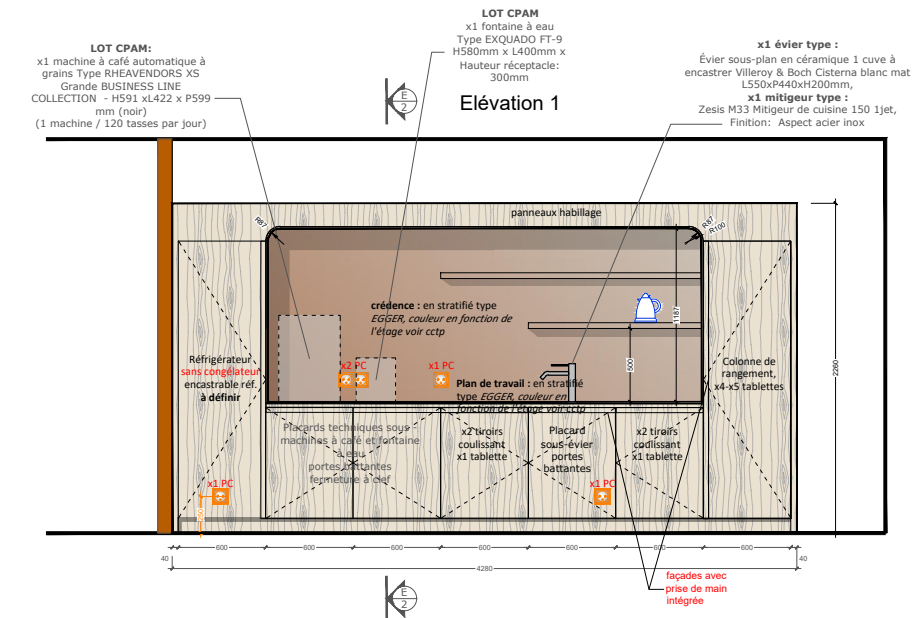 LOT CPAM:
x1 machine à café automatique à
grains Type RHEAVENDORS XS
Grande BUSINESS LINE
COLLECTION - H591 xL422 x P599
mm (noir)
(1 machine / 120 tasses par jour)
LOT CPAM
x1 fontaine à eau
Type EXQUADO FT-9
H580mm x L400mm x
Hauteur réceptacle:
300mm
E
2
Elévation 1
x1 évier type :
Évier sous-plan en céramique 1 cuve à
encastrer Villeroy & Boch Cisterna blanc mat
L550xP440xH200mm,
x1 mitigeur type :
Zesis M33 Mitigeur de cuisine 150 1jet,
Finition: Aspect acier inox
panneaux habillage
R87
R87
R100
crédence : en stratifié type
EGGER, couleur en fonction de
l'étage voir cctp
1187
500
2260
Réfrigérateur
sans congélateur
encastrable réf.
à définir
x2 PC
x1 PC
Plan de travail : en stratifié
type EGGER, couleur en
fonction de l'étage voir cctp
Colonne de
rangement,
x4-x5 tablettes
Placards techniques sous
machines à café et fontaine
à eau
portes battantes
fermeture à clef
x2 tiroirs
coulissant
x1 tablette
Placard
sous-évier
portes
battantes
x2 tiroirs
coulissant
x1 tablette
x1 PC
x1 PC
40
600
600
600
600
600
600
600
40
4280
façades avec
prise de main
intégrée
E
2